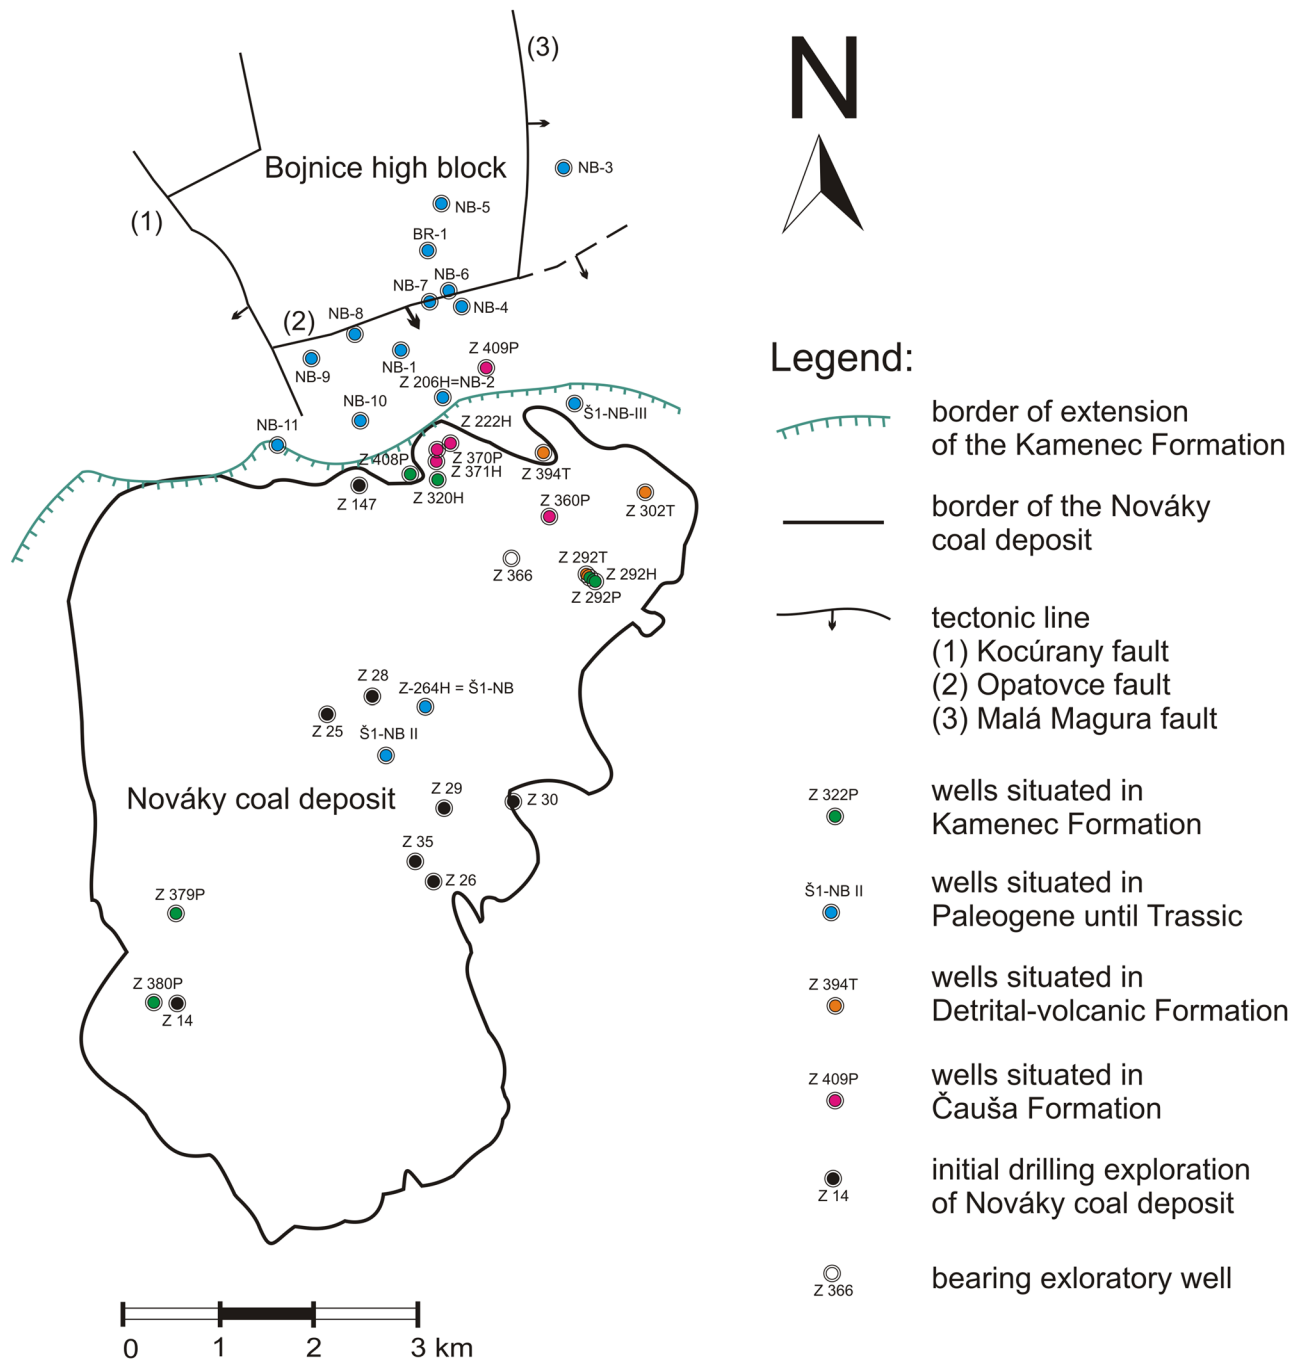 (3)
N
Bojnice high block
NB-3
NB-5
(1)
BR-1
NB-6
NB-7
NB-4
NB-8
(2)
Z 409P
NB-1
NB-9
Z 206H=NB-2
NB-10
Š1-NB-III
NB-11
Z 222H
Z 408P
Z 370P
Z 371H
Z 394T
Z 320H
Z 147
Z 360P
Z 302T
Z 292T
Z 366
Z 292H
Z 292P
Z 28
Z-264H = Š1-NB
Z 25
Š1-NB II
Z 29
Nováky coal deposit
Z 30
Z 35
Z 26
Z 379P
Z 380P
Z 14
0
1
2
3 km
Legend:
border of extension
of the Kamenec Formation
border of the Nováky
coal deposit
tectonic line
(1) Kocúrany fault
(2) Opatovce fault
(3) Malá Magura fault
Z 322P
wells situated in
Kamenec Formation
Š1-NB II
wells situated in
Paleogene until Trassic
Z 394T
wells situated in
Detrital-volcanic Formation
Z 409P
wells situated in
Čauša Formation
initial drilling exploration
of Nováky coal deposit
Z 14
bearing exloratory well
Z 366